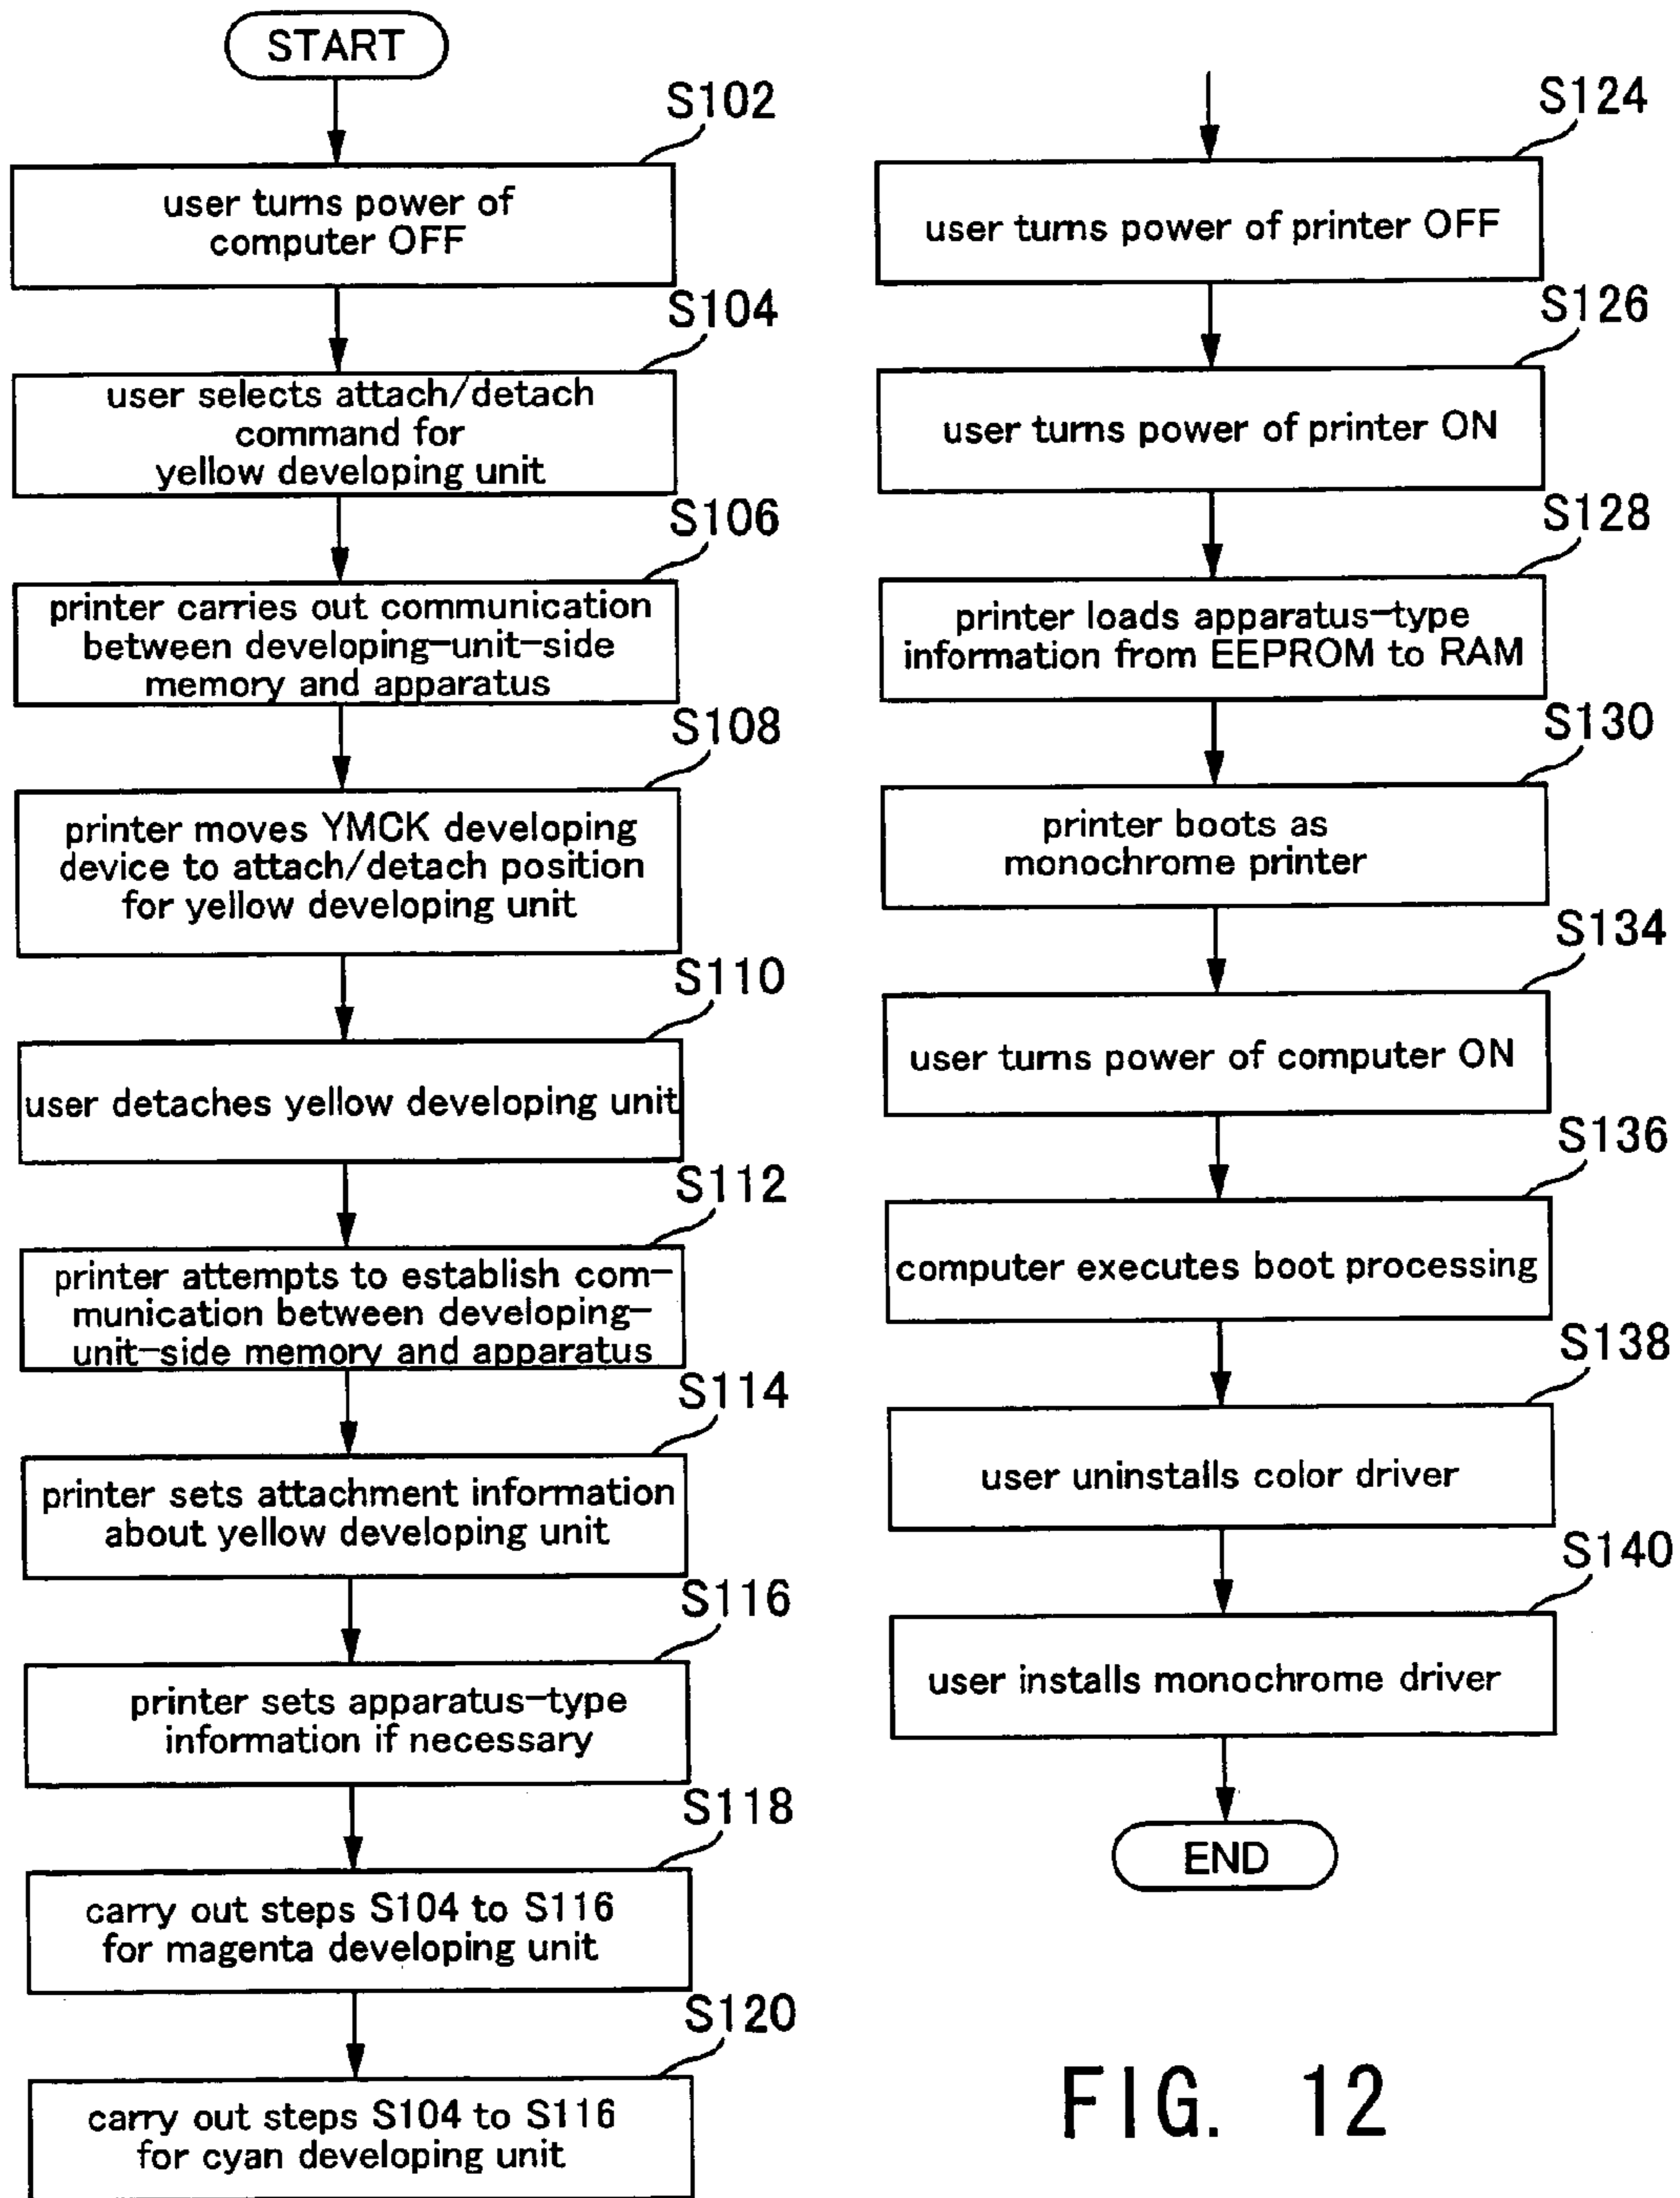 START
S102
user turns power of
computer OFF
S104
user selects attach/detach
command for
yellow developing unit
S106
printer carries out communication
between developing-unit-side
memory and apparatus
S108
printer moves YMCK developing
device to attach/detach position
for yellow developing unit
S110
user detaches yellow developing unit
S112
printer attempts to establish com-
munication between developing-
unit-side memory and apparatus
S114
printer sets attachment information
about yellow developing unit
S116
printer sets apparatus-type
information if necessary
S118
carry out steps S104 to S116
for magenta developing unit
S120
carry out steps S104 to S116
for cyan developing unit
S124
user turns power of printer OFF
S126
user turns power of printer ON
S128
printer loads apparatus-type
information from EEPROM to RAM
S130
printer boots as
monochrome printer
S134
user turns power of computer ON
S136
computer executes boot processing
S138
user uninstalls color driver
S140
user installs monochrome driver
END
FIG. 12